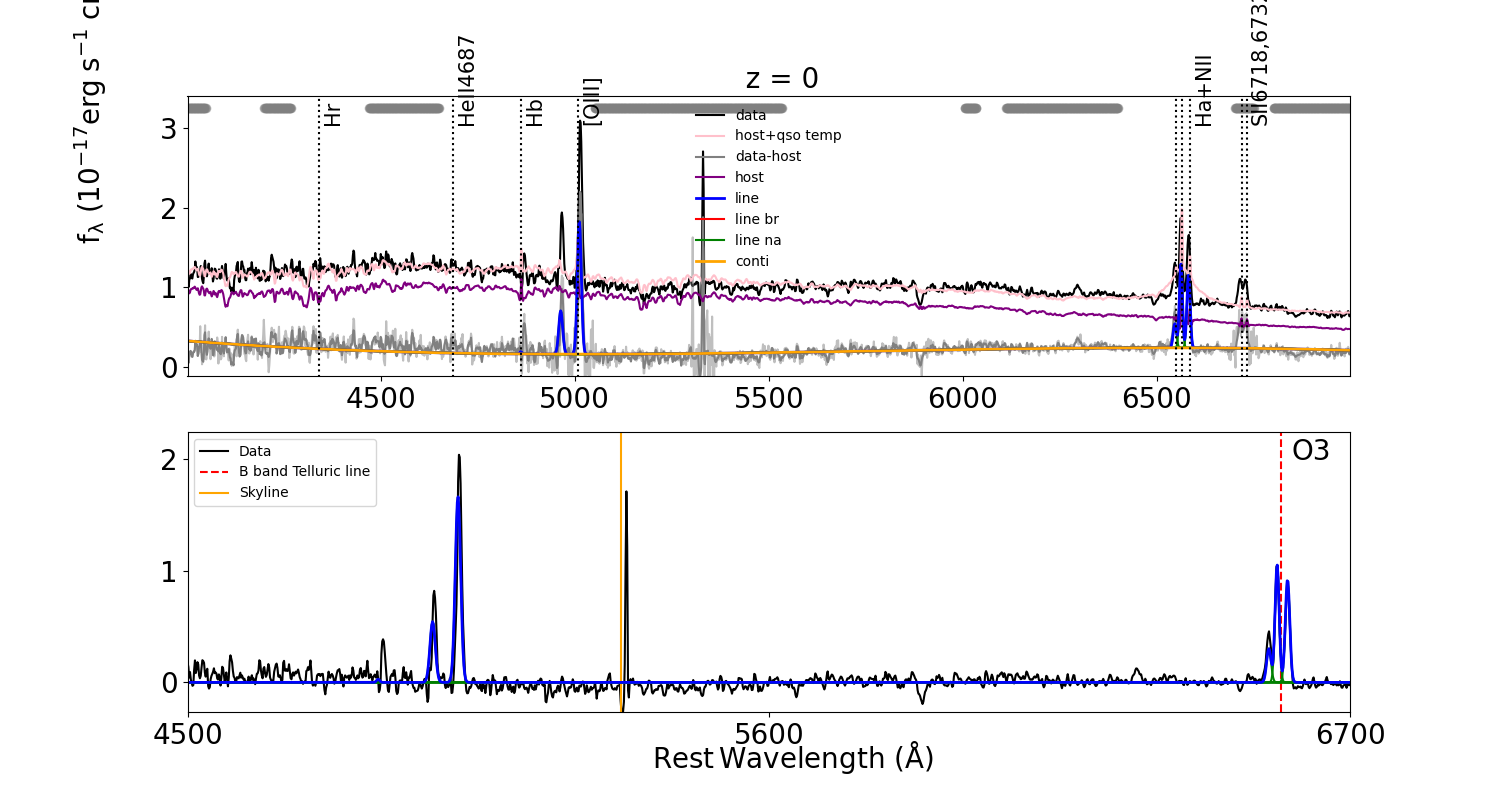 z = 0
f_λ (10^−17 erg s^−1 c
Hr
HeII4687
Hb
[OIII]
Ha+NII
SII6718,673
3
2
1
0
data
host+qso temp
data-host
host
line
line br
line na
conti
4500 5000 5500 6000 6500
2
1
0
Data
B band Telluric line
Skyline
O3
4500 5600 6700
Rest Wavelength (Å)